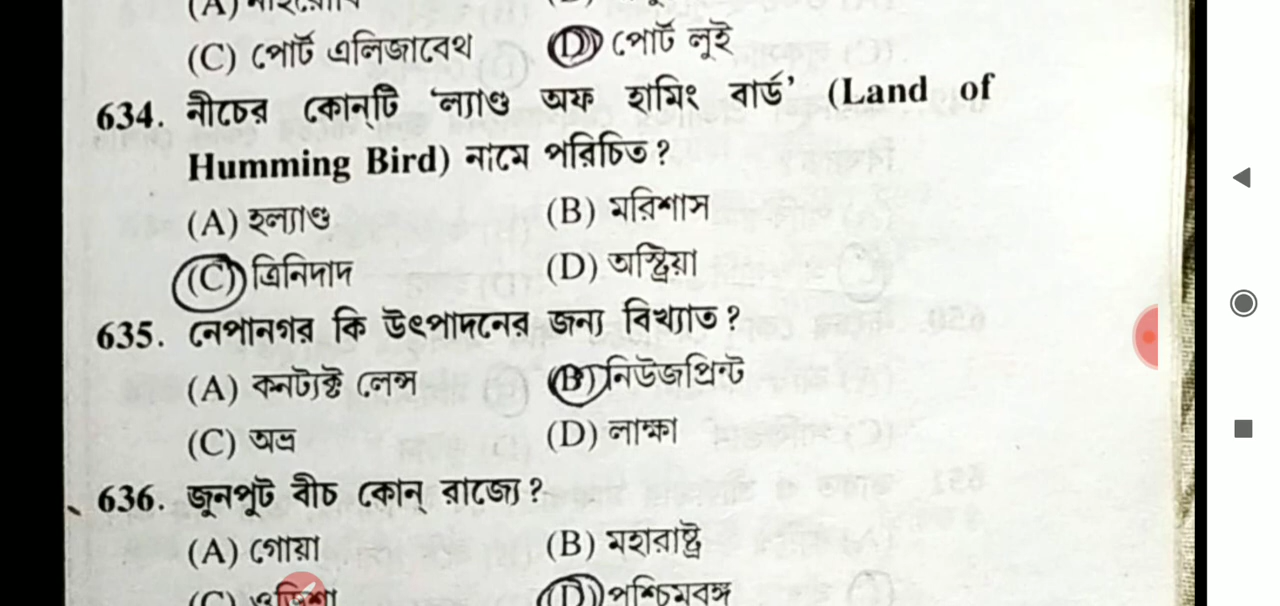 (C) পোর্ট এলিজাবেথ (D) পোর্ট লুই
634. নীচের কোন্‌টি ‘ল্যাণ্ড অফ হামিং বার্ড’ (Land of
Humming Bird) নামে পরিচিত?
(A) হল্যাণ্ড (B) মরিশাস
(C) ত্রিনিদাদ (D) অস্ট্রিয়া
635. নেপানগর কি উৎপাদনের জন্য বিখ্যাত?
(A) কনট্যক্ট লেন্স (B) নিউজপ্রিন্ট
(C) অভ্র (D) লাক্ষা
636. জুনপুট বীচ কোন্ রাজ্যে?
(A) গোয়া (B) মহারাষ্ট্র
(C) (D) পশ্চিমবঙ্গ